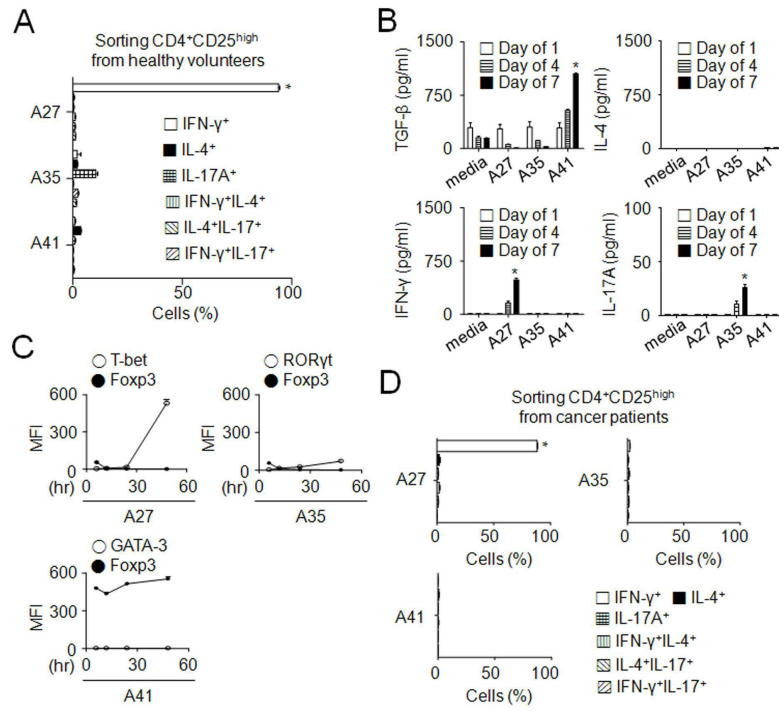 A
Sorting CD4⁺CD25ʰⁱᵍʰ
from healthy volunteers
A27
A35
A41
*
IFN-γ⁺
IL-4⁺
IL-17A⁺
IFN-γ⁺IL-4⁺
IL-4⁺IL-17⁺
IFN-γ⁺IL-17⁺
0 50 100
Cells (%)
B
TGF-β (pg/ml)
1500
750
0
Day of 1
Day of 4
Day of 7
*
media A27 A35 A41
IL-4 (pg/ml)
1500
750
0
Day of 1
Day of 4
Day of 7
media A27 A35 A41
IFN-γ (pg/ml)
1500
750
0
Day of 1
Day of 4
Day of 7
*
media A27 A35 A41
IL-17A (pg/ml)
100
50
0
Day of 1
Day of 4
Day of 7
*
media A27 A35 A41
C
T-bet
Foxp3
MFI
600
300
0
(hr) 0 30 60
A27
RORγt
Foxp3
MFI
600
300
0
(hr) 0 30 60
A35
GATA-3
Foxp3
MFI
600
300
0
(hr) 0 30 60
A41
D
Sorting CD4⁺CD25ʰⁱᵍʰ
from cancer patients
A27
*
0 50 100
Cells (%)
A35
0 50 100
Cells (%)
A41
0 50 100
Cells (%)
IFN-γ⁺ IL-4⁺
IL-17A⁺
IFN-γ⁺IL-4⁺
IL-4⁺IL-17⁺
IFN-γ⁺IL-17⁺